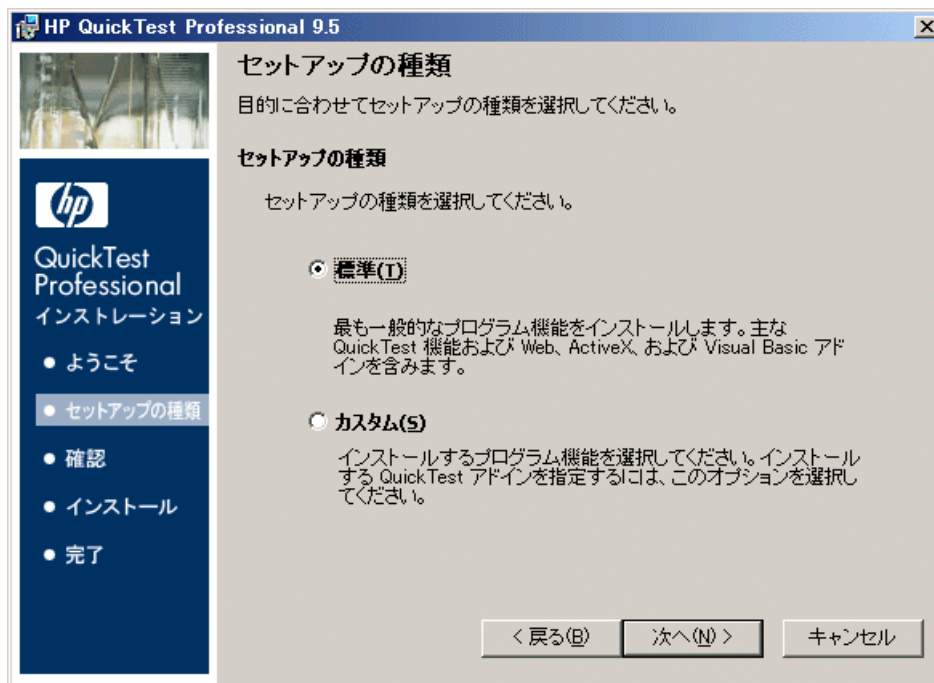 HP QuickTest Professional 9.5
セットアップの種類
目的に合わせてセットアップの種類を選択してください。
セットアップの種類
セットアップの種類を選択してください。
標準(T)
最も一般的なプログラム機能をインストールします。主な
QuickTest 機能および Web、ActiveX、および Visual Basic アド
インを含みます。
カスタム(S)
インストールするプログラム機能を選択してください。インストール
する QuickTest アドインを指定するには、このオプションを選択し
てください。
hp
QuickTest
Professional
インストレーション
• ようこそ
• セットアップの種類
• 確認
• インストール
• 完了
< 戻る(B)
次へ(N) >
キャンセル